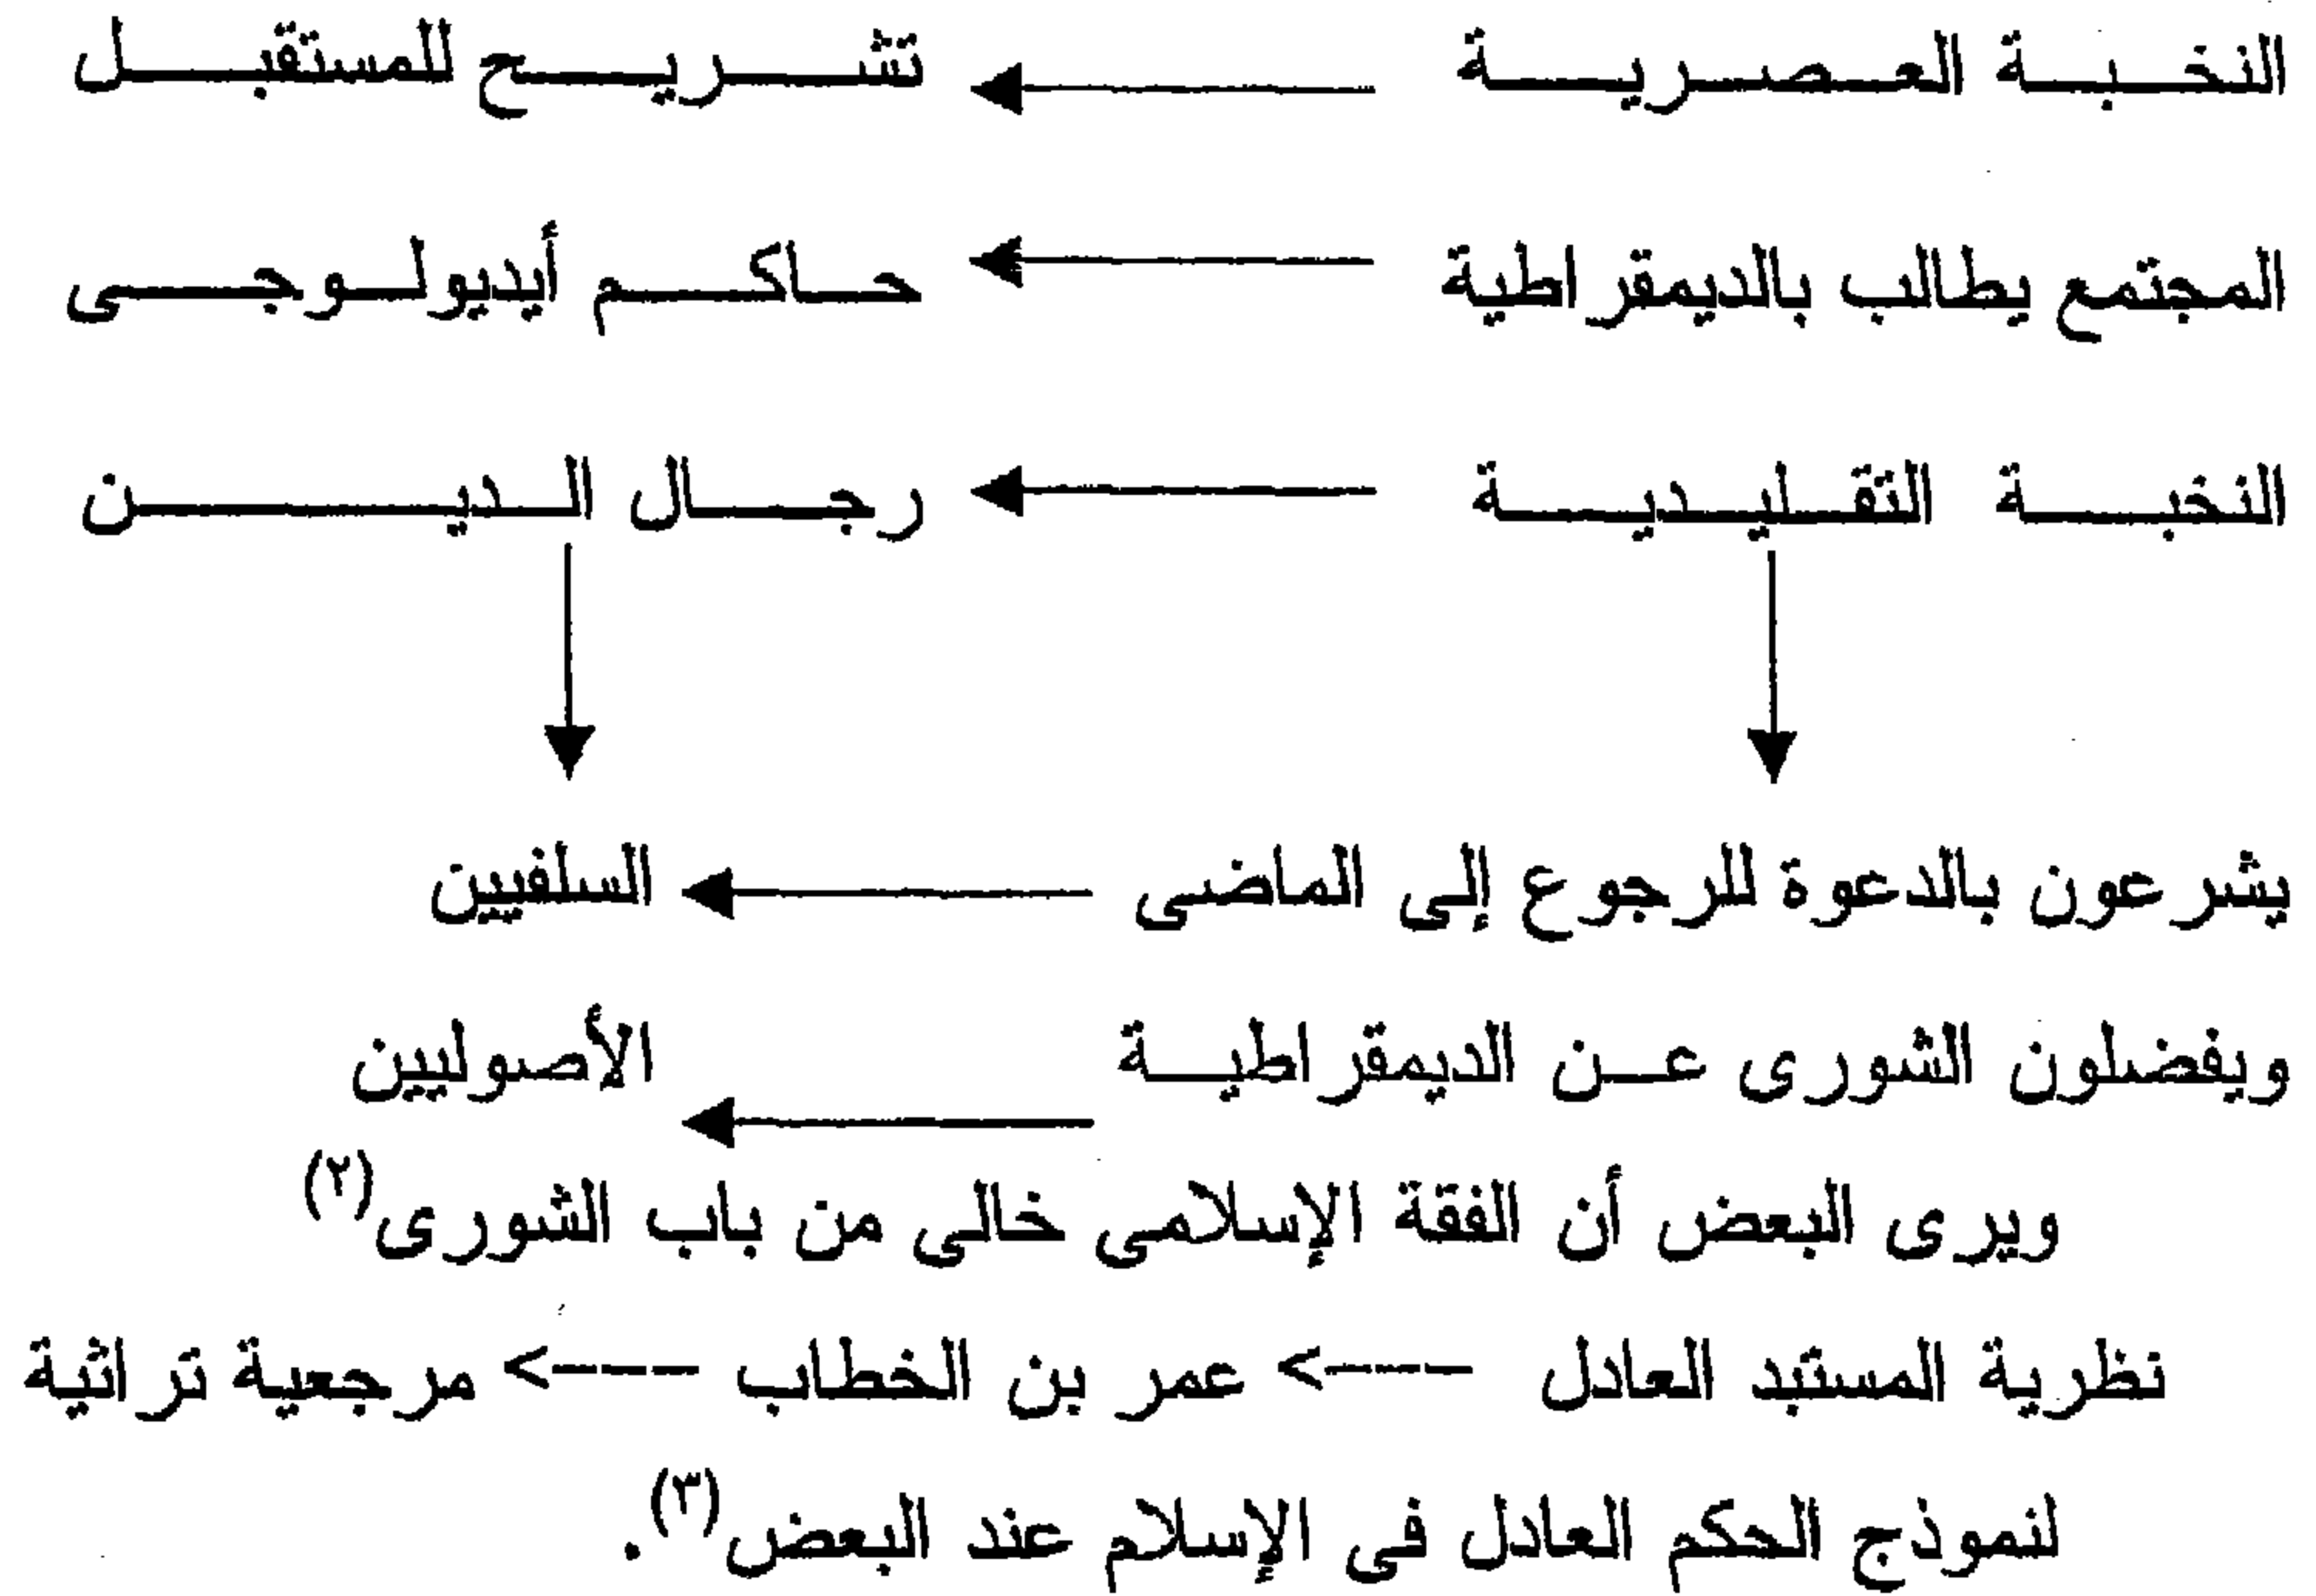 النخبة العصرية ← تشريح للمستقبل
المجتمع يطالب بالديمقراطية ← حاكم أيديولوجى
النخبة التقليدية ← رجال الدين
↓ ↓
يشرعون بالدعوة للرجوع إلى الماضى ← السلفيين
ويفضلون الشورى عن الديمقراطية ← الأصوليين
ويرى البعض أن الفقة الإسلامى خالى من باب الشورى(٢)
نظرية المستبد العادل ---> عمر بن الخطاب ---> مرجعية تراثية
لنموذج الحكم العادل فى الإسلام عند البعض(٣).